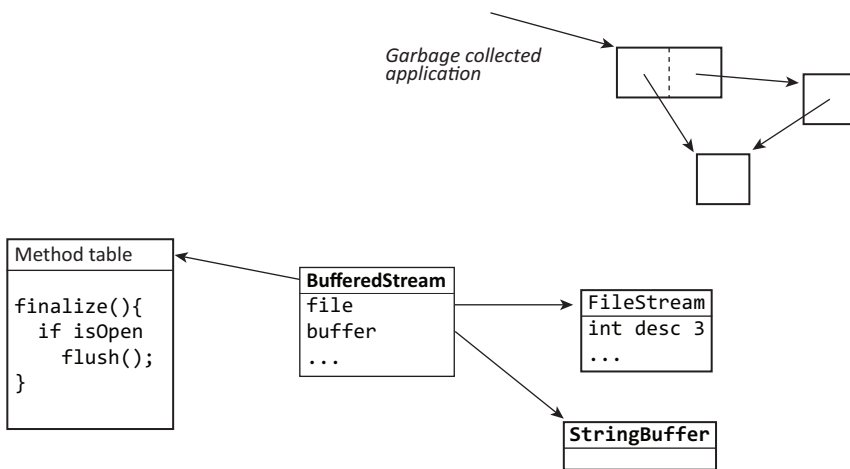 Garbage collected
application
Method table
finalize(){
if isOpen
flush();
}
BufferedStream
file
buffer
...
FileStream
int desc 3
...
StringBuffer